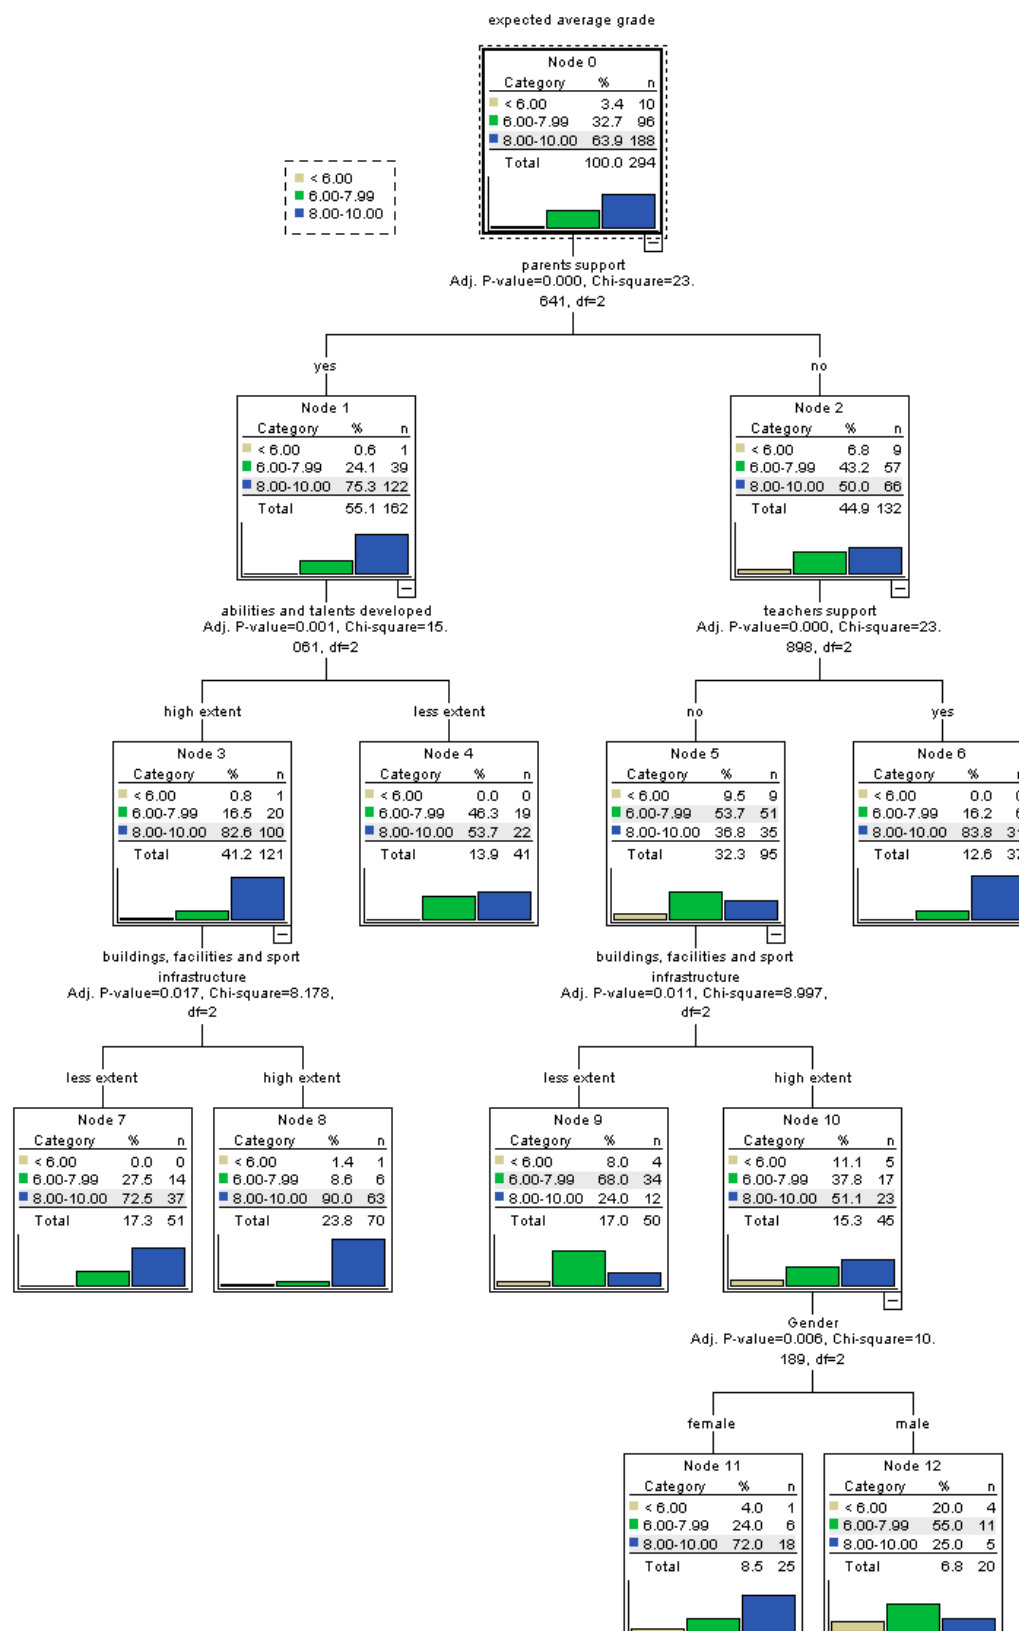 expected average grade
Node 0
Category % n
< 6.00 3.4 10
6.00-7.99 32.7 96
8.00-10.00 63.9 188
Total 100.0 294
< 6.00
6.00-7.99
8.00-10.00
parents support
Adj. P-value=0.000, Chi-square=23.
641, df=2
yes
no
Node 1
Category % n
< 6.00 0.6 1
6.00-7.99 24.1 39
8.00-10.00 75.3 122
Total 55.1 162
Node 2
Category % n
< 6.00 6.8 9
6.00-7.99 43.2 57
8.00-10.00 50.0 66
Total 44.9 132
abilities and talents developed
Adj. P-value=0.001, Chi-square=15.
061, df=2
teachers support
Adj. P-value=0.000, Chi-square=23.
898, df=2
high extent
less extent
no
yes
Node 3
Category % n
< 6.00 0.8 1
6.00-7.99 16.5 20
8.00-10.00 82.6 100
Total 41.2 121
Node 4
Category % n
< 6.00 0.0 0
6.00-7.99 46.3 19
8.00-10.00 53.7 22
Total 13.9 41
Node 5
Category % n
< 6.00 9.5 9
6.00-7.99 53.7 51
8.00-10.00 36.8 35
Total 32.3 95
Node 6
Category % n
< 6.00 0.0 0
6.00-7.99 16.2 6
8.00-10.00 83.8 31
Total 12.6 37
buildings, facilities and sport
infrastructure
Adj. P-value=0.017, Chi-square=8.178,
df=2
buildings, facilities and sport
infrastructure
Adj. P-value=0.011, Chi-square=8.997,
df=2
less extent
high extent
less extent
high extent
Node 7
Category % n
< 6.00 0.0 0
6.00-7.99 27.5 14
8.00-10.00 72.5 37
Total 17.3 51
Node 8
Category % n
< 6.00 1.4 1
6.00-7.99 8.6 6
8.00-10.00 90.0 63
Total 23.8 70
Node 9
Category % n
< 6.00 8.0 4
6.00-7.99 68.0 34
8.00-10.00 24.0 12
Total 17.0 50
Node 10
Category % n
< 6.00 11.1 5
6.00-7.99 37.8 17
8.00-10.00 51.1 23
Total 15.3 45
Gender
Adj. P-value=0.006, Chi-square=10.
189, df=2
female
male
Node 11
Category % n
< 6.00 4.0 1
6.00-7.99 24.0 6
8.00-10.00 72.0 18
Total 8.5 25
Node 12
Category % n
< 6.00 20.0 4
6.00-7.99 55.0 11
8.00-10.00 25.0 5
Total 6.8 20